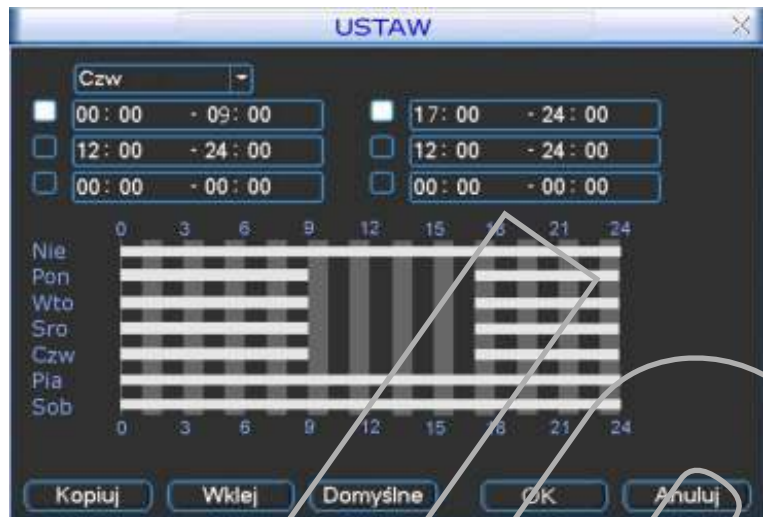 USTAW
Czw
00:00 - 09:00 17:00 - 24:00
12:00 - 24:00 12:00 - 24:00
00:00 - 00:00 00:00 - 00:00
0 3 6 9 12 15 18 21 24
Nie
Pon
Wto
Sro
Czw
Pia
Sob
0 3 6 9 12 15 18 21 24
Kopiuj Wklej Domyślne OK Anuluj